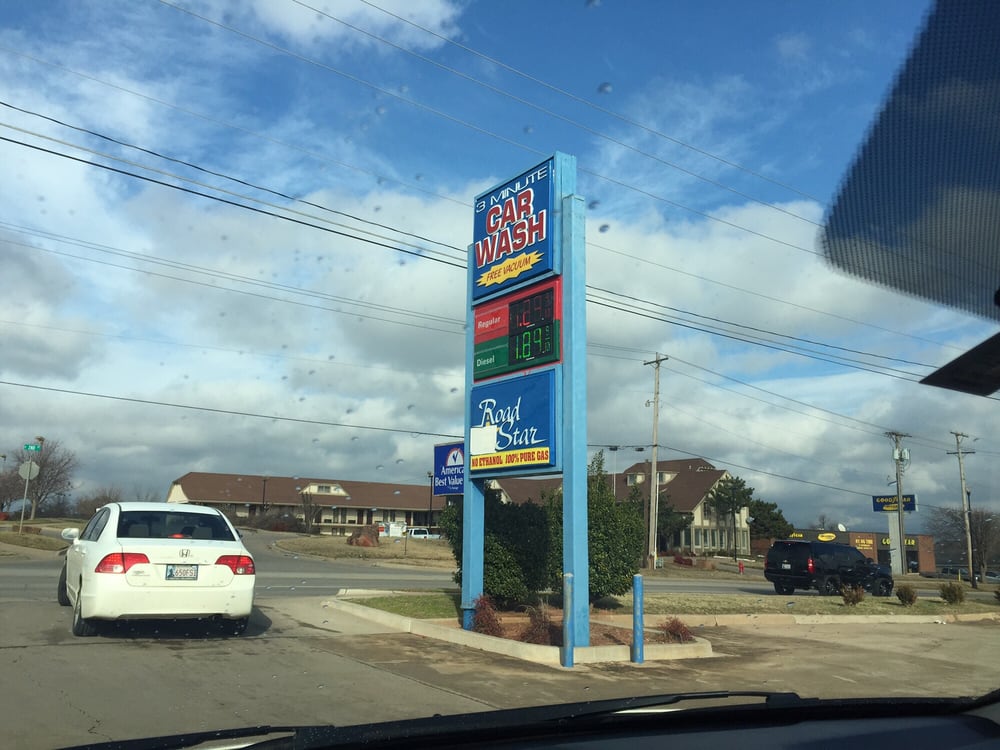 3 MINUTE
CAR
WASH
FREE VACUUM
Regular
Diesel 1.84
Road
Star
NO ETHANOL 100% PURE GAS
America
Best Value
GOODYEAR